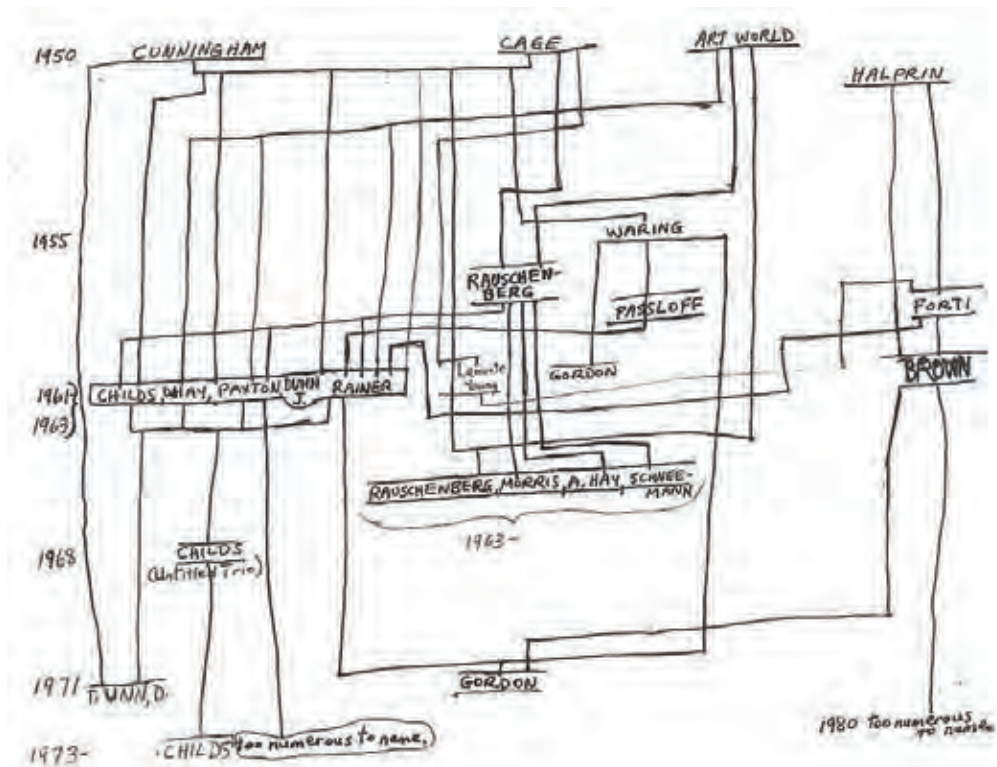 1950
CUNNINGHAM
CAGE
ART WORLD
HALPRIN
1955
WARING
RAUSCHEN-
BERG
PASSLOFF
FORTI
Lamonte
Young
GORDON
BROWN
1961-
1963)
CHILDS, D.HAY, PAXTON, DUNN
J.
RAINER
RAUSCHENBERG, MORRIS, A. HAY, SCHNEE-
MANN
1963-
1968
CHILDS
(Untitled Trio)
1971
DUNN, D.
GORDON
1973-
CHILDS
too numerous to name.
1980 too numerous
to name